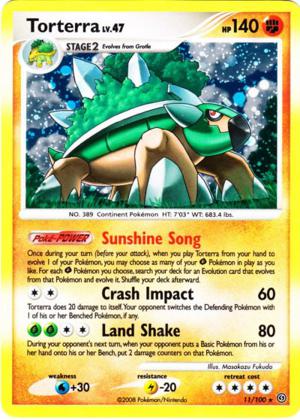 Torterra LV.47
HP 140
STAGE 2 Evolves from Grotle
NO. 389 Continent Pokémon HT: 7'03" WT: 683.4 lbs.
Poké-POWER Sunshine Song
Once during your turn (before your attack), when you play Torterra from your hand to
evolve 1 of your Pokémon, you may choose as many as your of your Pokémon in play as you
like. For each Pokémon you choose, search your deck for an Evolution card that evolves
from that Pokémon and evolve it. Shuffle your deck afterward.
Crash Impact 60
Torterra does 20 damage to itself. Your opponent switches the Defending Pokémon
with 1 of his or her Benched Pokémon, if any.
Land Shake 80
During your opponent's next turn, when your opponent puts a Basic Pokémon from his
or her hand onto his or her Bench, put 2 damage counters on that Pokémon.
Illus. Masakazu Fukuda
weakness resistance retreat cost
+30 -20
©2008 Pokémon/Nintendo 11/100 ★